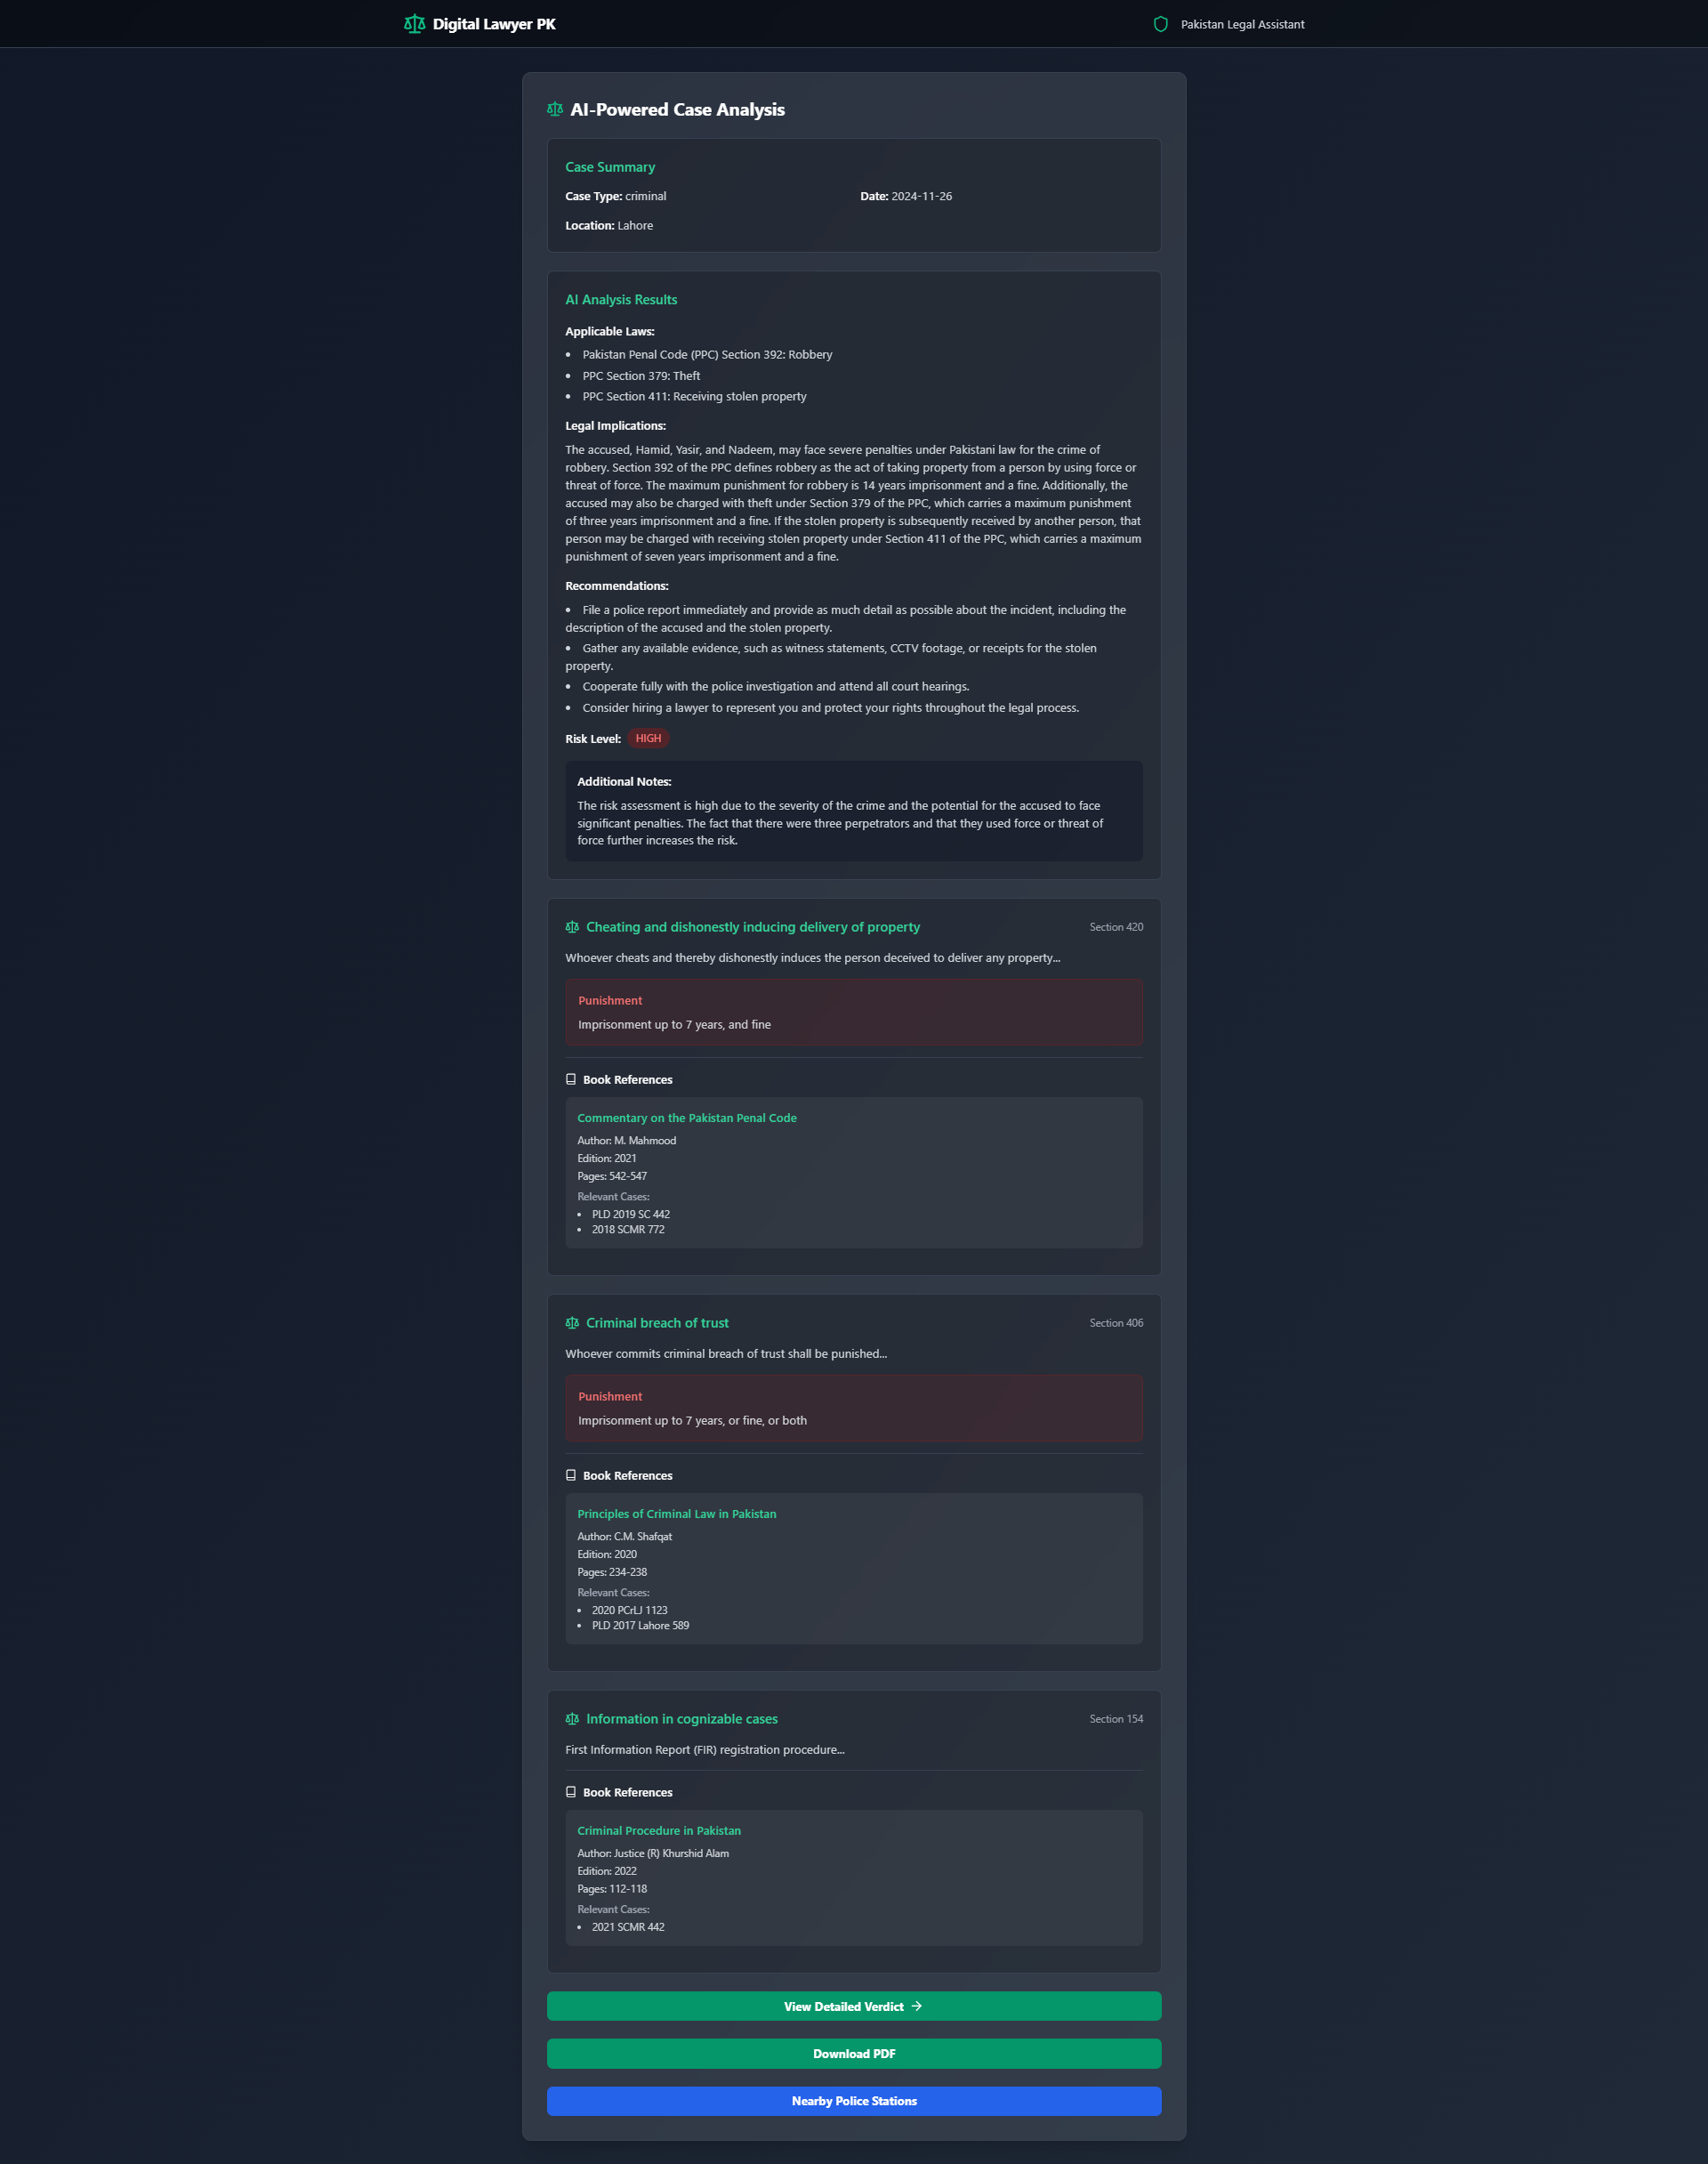 Digital Lawyer PK
Pakistan Legal Assistant
AI-Powered Case Analysis
Case Summary
Case Type: criminal
Date: 2024-11-26
Location: Lahore
AI Analysis Results
Applicable Laws:
• Pakistan Penal Code (PPC) Section 392: Robbery
• PPC Section 379: Theft
• PPC Section 411: Receiving stolen property
Legal Implications:
The accused, Hamid, Yasir, and Nadeem, may face severe penalties under Pakistani law for the crime of
robbery. Section 392 of the PPC defines robbery as the act of taking property from a person by using force or
threat of force. The maximum punishment for robbery is 14 years imprisonment and a fine. Additionally, the
accused may also be charged with theft under Section 379 of the PPC, which carries a maximum punishment
of three years imprisonment and a fine. If the stolen property is subsequently received by another person, that
person may be charged with receiving stolen property under Section 411 of the PPC, which carries a maximum
punishment of seven years imprisonment and a fine.
Recommendations:
• File a police report immediately and provide as much detail as possible about the incident, including the
description of the accused and the stolen property.
• Gather any available evidence, such as witness statements, CCTV footage, or receipts for the stolen
property.
• Cooperate fully with the police investigation and attend all court hearings.
• Consider hiring a lawyer to represent you and protect your rights throughout the legal process.
Risk Level: HIGH
Additional Notes:
The risk assessment is high due to the severity of the crime and the potential for the accused to face
significant penalties. The fact that there were three perpetrators and that they used force or threat of
force further increases the risk.
Cheating and dishonestly inducing delivery of property
Section 420
Whoever cheats and thereby dishonestly induces the person deceived to deliver any property...
Punishment
Imprisonment up to 7 years, and fine
Book References
Commentary on the Pakistan Penal Code
Author: M. Mahmood
Edition: 2021
Pages: 542-547
Relevant Cases:
• PLD 2019 SC 442
• 2018 SCMR 772
Criminal breach of trust
Section 406
Whoever commits criminal breach of trust shall be punished...
Punishment
Imprisonment up to 7 years, or fine, or both
Book References
Principles of Criminal Law in Pakistan
Author: C.M. Shafqat
Edition: 2020
Pages: 234-238
Relevant Cases:
• 2020 PCrLJ 1123
• PLD 2017 Lahore 589
Information in cognizable cases
Section 154
First Information Report (FIR) registration procedure...
Book References
Criminal Procedure in Pakistan
Author: Justice (R) Khurshid Alam
Edition: 2022
Pages: 112-118
Relevant Cases:
• 2021 SCMR 442
View Detailed Verdict →
Download PDF
Nearby Police Stations